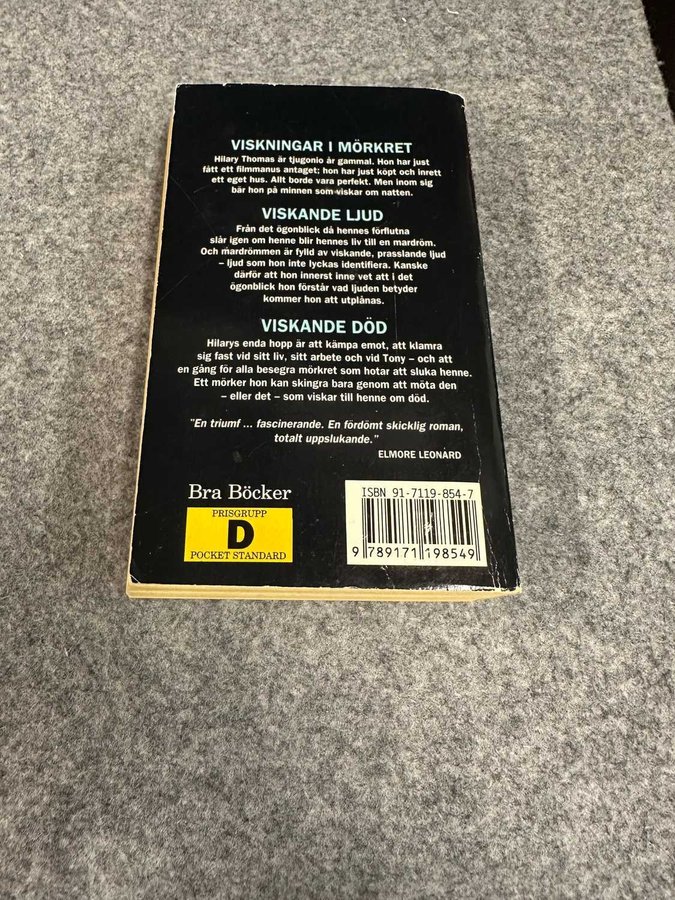 VISKNINGAR I MÖRKRET
Hilary Thomas är tjugonio år gammal. Hon har just
fått ett filmmanus antaget; hon har just köpt och inrett
ett eget hus. Allt borde vara perfekt. Men inom sig
bär hon på minnen som viskar om natten.
VISKANDE LJUD
Från det ögonblick då hennes förflutna
slår igen om henne blir hennes liv till en mardröm.
Och mardrömmen är fylld av viskande, prasslande ljud
– ljud som hon inte lyckas identifiera. Kanske
därför att hon innerst inne vet att i det
ögonblick hon förstår vad ljuden betyder
kommer hon att utplånas.
VISKANDE DÖD
Hilarys enda hopp är att kämpa emot, att klamra
sig fast vid sitt liv, sitt arbete och vid Tony – och att
en gång för alla besegra mörkret som hotar att sluka henne.
Ett mörker hon kan skingra bara genom att möta den
– eller det – som viskar till henne om död.
"En triumf ... fascinerande. En fördömt skicklig roman,
totalt uppslukande."
ELMORE LEONARD
Bra Böcker
PRISGRUPP
D
POCKET STANDARD
ISBN 91-7119-854-7
9 789171 198549